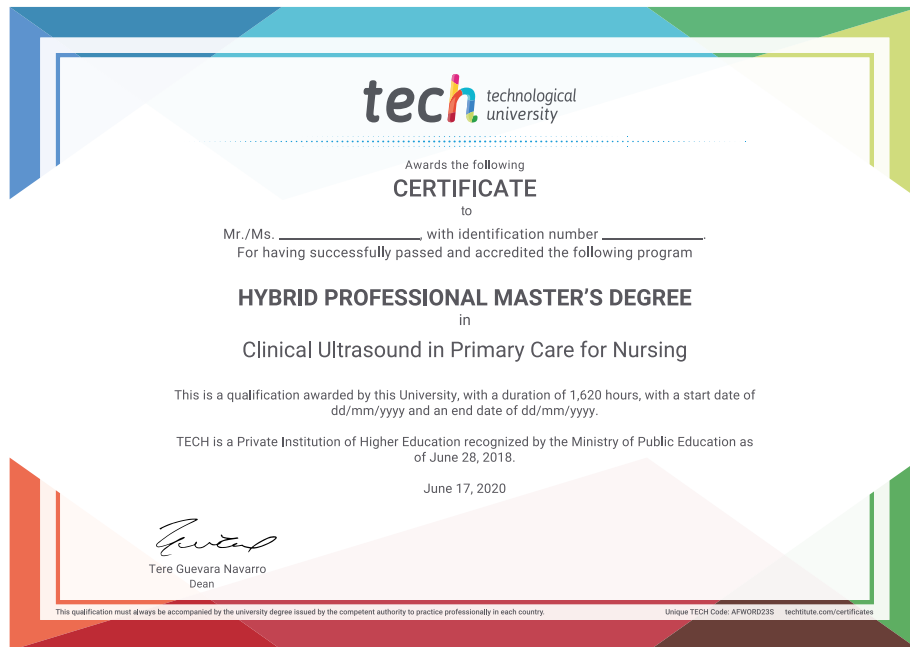 tech technological
university
Awards the following
CERTIFICATE
to
Mr./Ms. ____________________, with identification number ______________.
For having successfully passed and accredited the following program
HYBRID PROFESSIONAL MASTER'S DEGREE
in
Clinical Ultrasound in Primary Care for Nursing
This is a qualification awarded by this University, with a duration of 1,620 hours, with a start date of
dd/mm/yyyy and an end date of dd/mm/yyyy.
TECH is a Private Institution of Higher Education recognized by the Ministry of Public Education as
of June 28, 2018.
June 17, 2020
Tere Guevara Navarro
Dean
This qualification must always be accompanied by the university degree issued by the competent authority to practice professionally in each country.
Unique TECH Code: AFWORD23S techtitute.com/certificates